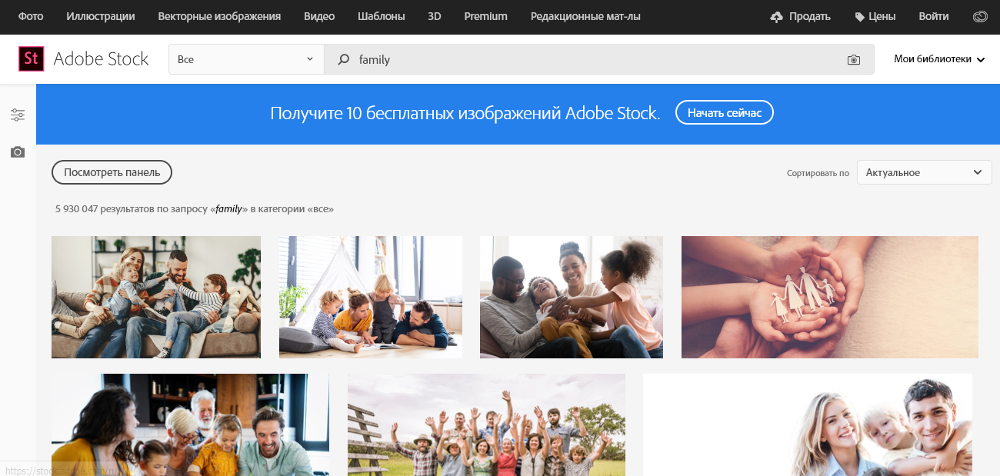 Фото Иллюстрации Векторные изображения Видео Шаблоны 3D Premium Редакционные мат-лы Продать Цены Войти
St Adobe Stock Все family Мои библиотеки
Получите 10 бесплатных изображений Adobe Stock. Начать сейчас
Посмотреть панель Сортировать по Актуальное
5 930 047 результатов по запросу «family» в категории «все»
https://stock.adobe.com/ru